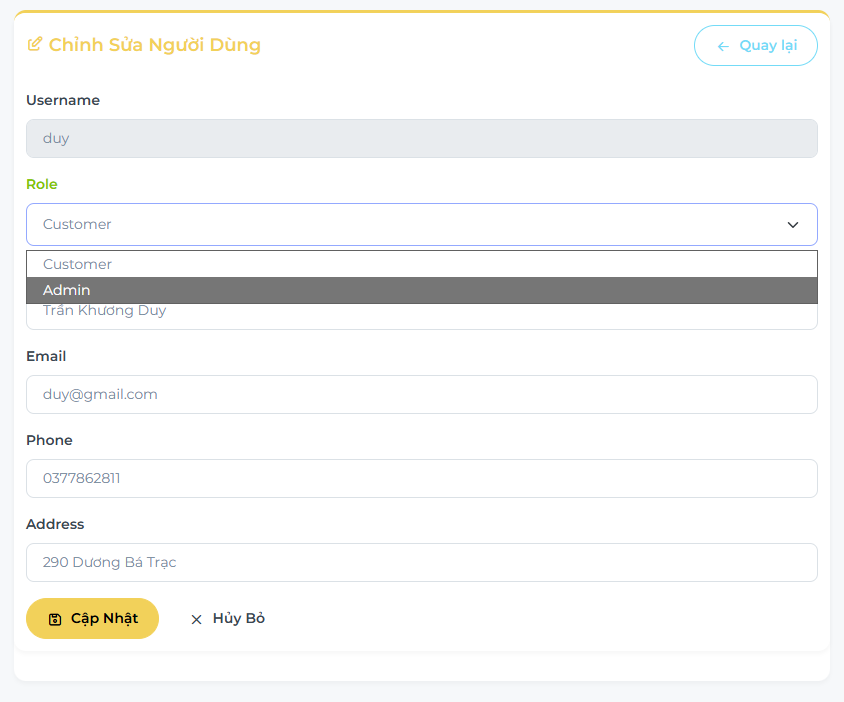 Chỉnh Sửa Người Dùng
Quay lại
Username
duy
Role
Customer
Customer
Admin
Trần Khương Duy
Email
duy@gmail.com
Phone
0377862811
Address
290 Dương Bá Trạc
Cập Nhật
Hủy Bỏ